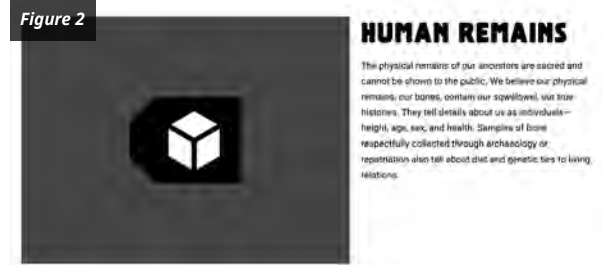 Figure 2
HUMAN REMAINS
The physical remains of our ancestors are sacred and
cannot be shown to the public. We believe our physical
remains, our bones, contain our sqwélqwel, our true
histories. They tell details about us as individuals—
height, age, sex, and health. Samples of bone
respectfully collected through archaeology or
repatriation also tell about diet and genetic ties to living
relations.